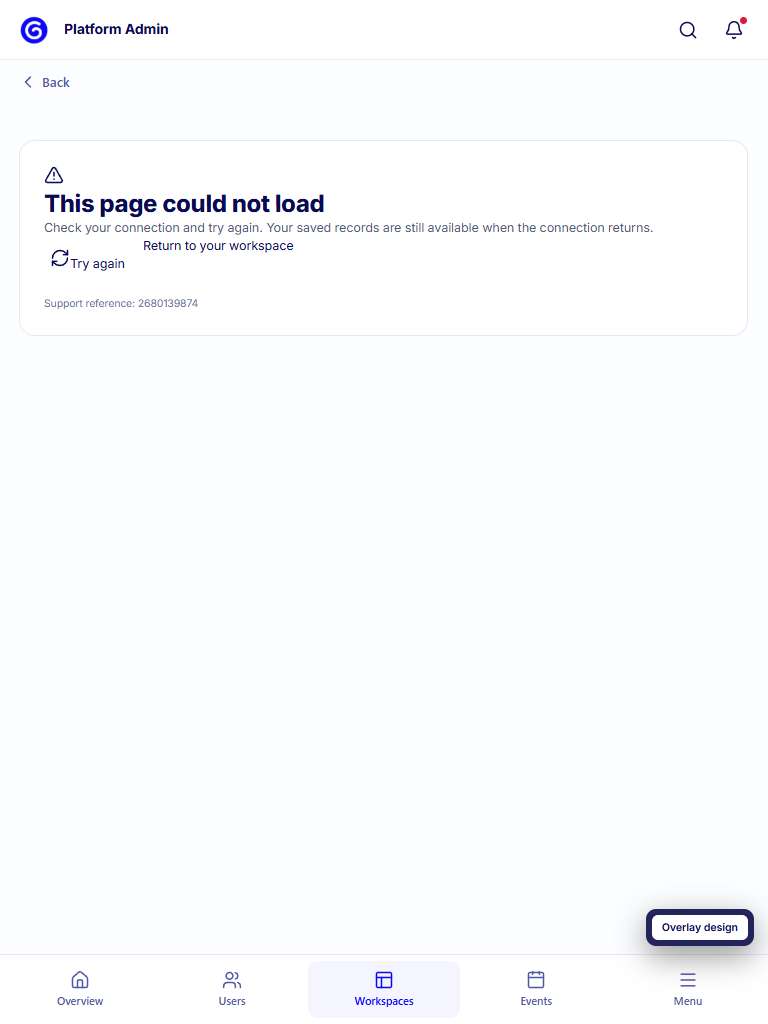 Platform Admin
Back
This page could not load
Check your connection and try again. Your saved records are still available when the connection returns.
Return to your workspace
Try again
Support reference: 2680139874
Overlay design
Overview
Users
Workspaces
Events
Menu